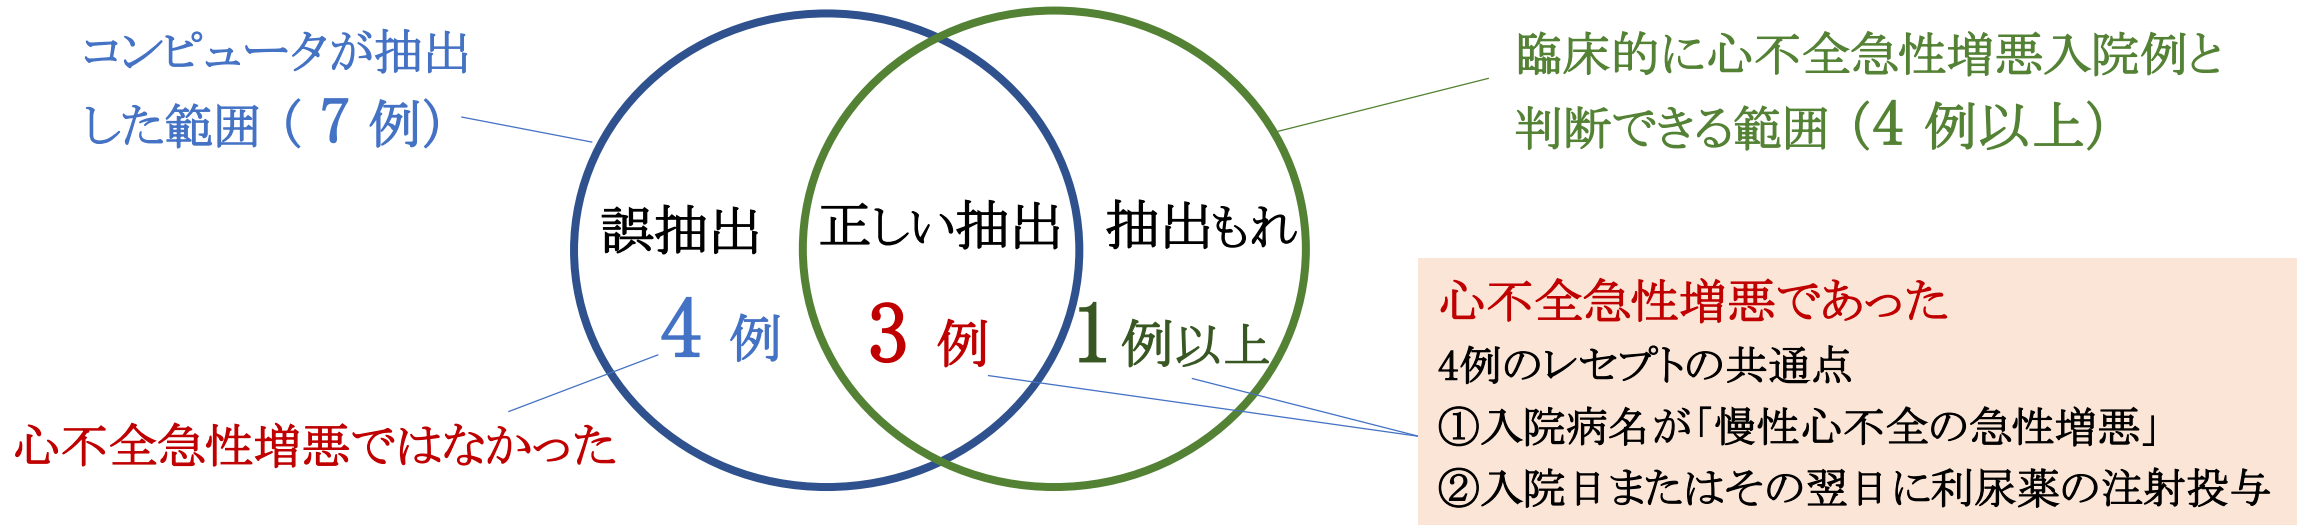 コンピュータが抽出
した範囲（７ 例）
臨床的に心不全急性増悪入院例と
判断できる範囲（4 例以上）
誤抽出
正しい抽出
抽出もれ
4 例
3 例
1例以上
心不全急性増悪ではなかった
心不全急性増悪であった
4例のレセプトの共通点
①入院病名が「慢性心不全の急性増悪」
②入院日またはその翌日に利尿薬の注射投与